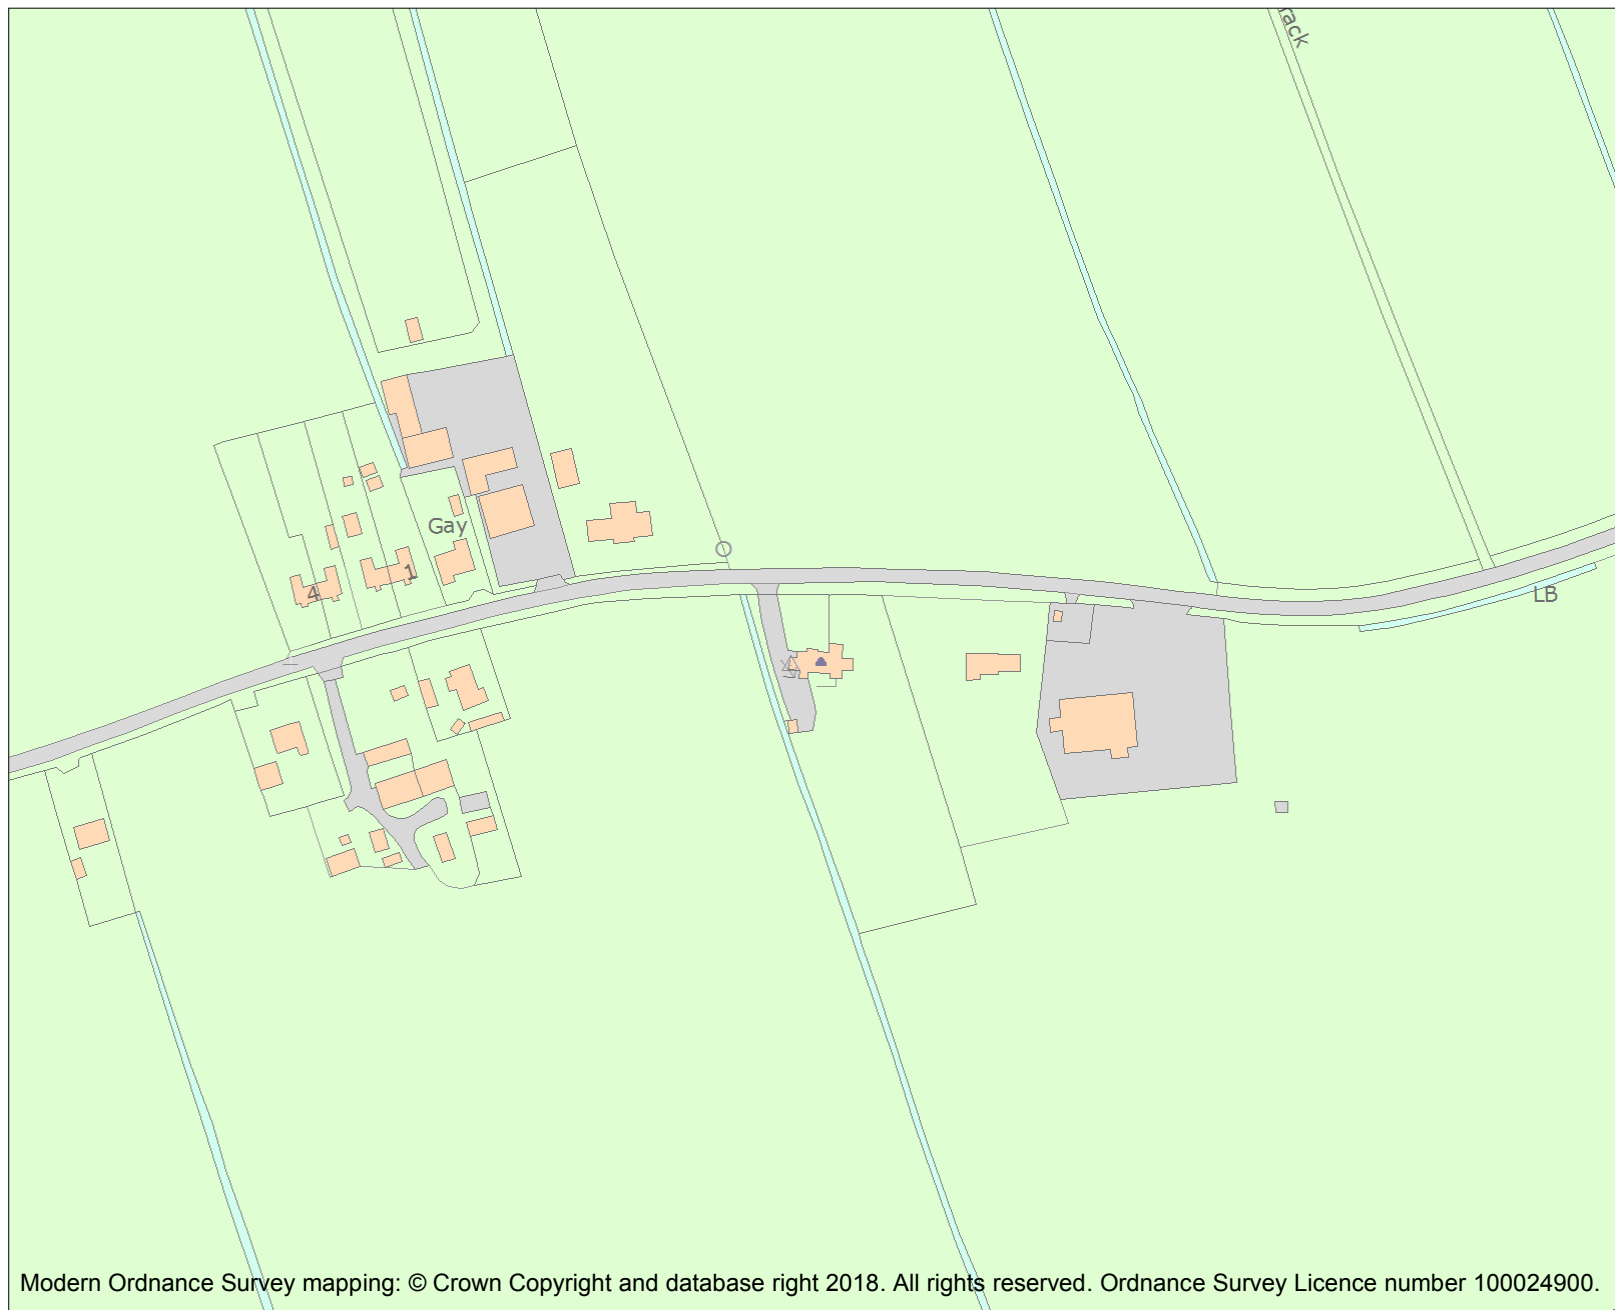 rack
Gay
1
4
LB
Modern Ordnance Survey mapping: © Crown Copyright and database right 2018. All rights reserved. Ordnance Survey Licence number 100024900.